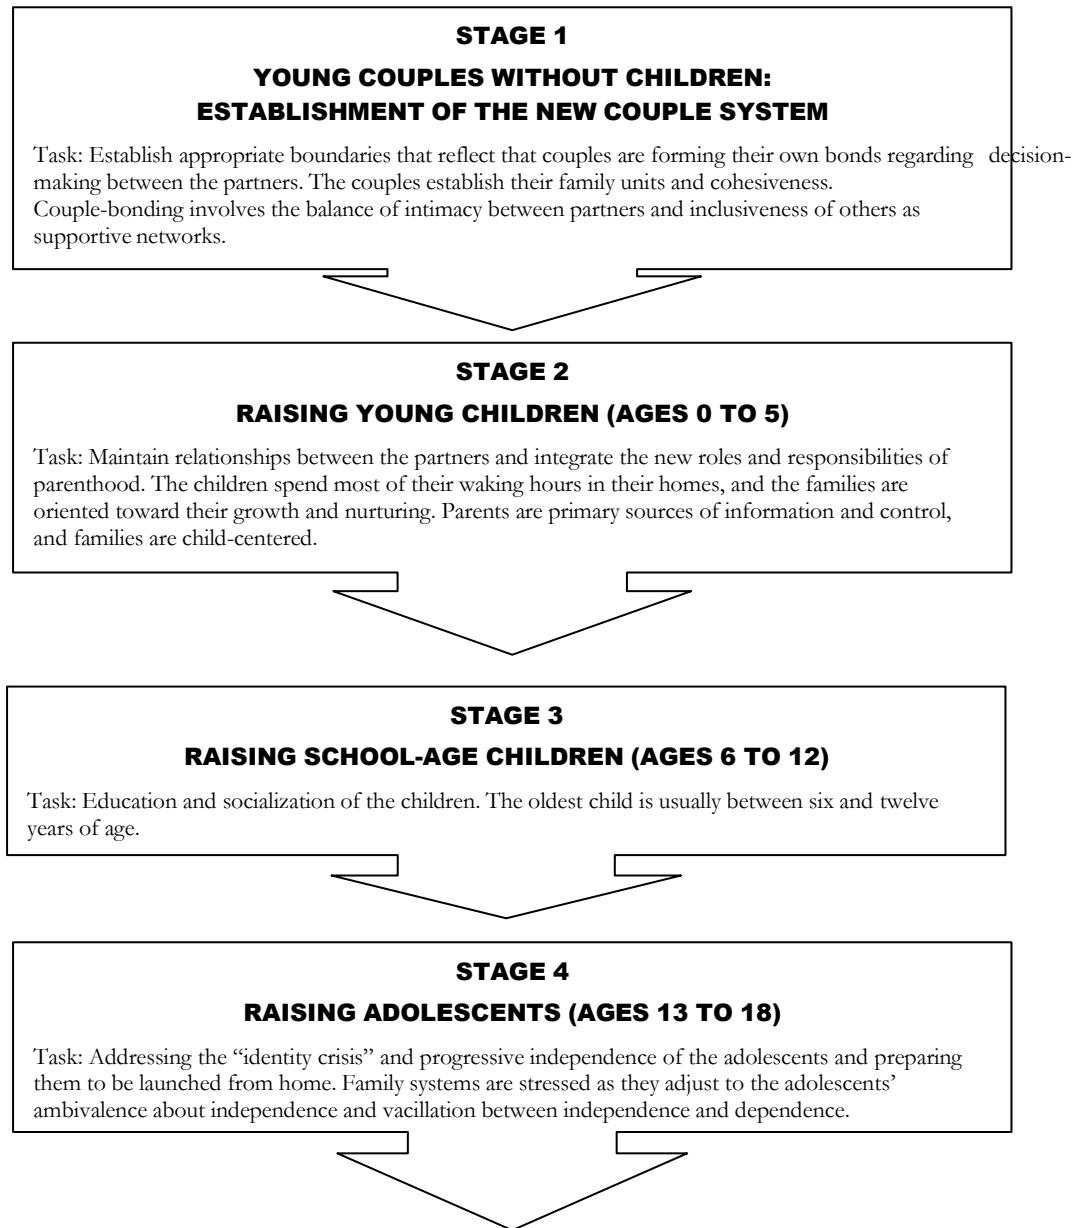 STAGE 1
YOUNG COUPLES WITHOUT CHILDREN:
ESTABLISHMENT OF THE NEW COUPLE SYSTEM
Task: Establish appropriate boundaries that reflect that couples are forming their own bonds regarding decision-
making between the partners. The couples establish their family units and cohesiveness.
Couple-bonding involves the balance of intimacy between partners and inclusiveness of others as
supportive networks.
STAGE 2
RAISING YOUNG CHILDREN (AGES 0 TO 5)
Task: Maintain relationships between the partners and integrate the new roles and responsibilities of
parenthood. The children spend most of their waking hours in their homes, and the families are
oriented toward their growth and nurturing. Parents are primary sources of information and control,
and families are child-centered.
STAGE 3
RAISING SCHOOL-AGE CHILDREN (AGES 6 TO 12)
Task: Education and socialization of the children. The oldest child is usually between six and twelve
years of age.
STAGE 4
RAISING ADOLESCENTS (AGES 13 TO 18)
Task: Addressing the “identity crisis” and progressive independence of the adolescents and preparing
them to be launched from home. Family systems are stressed as they adjust to the adolescents’
ambivalence about independence and vacillation between independence and dependence.